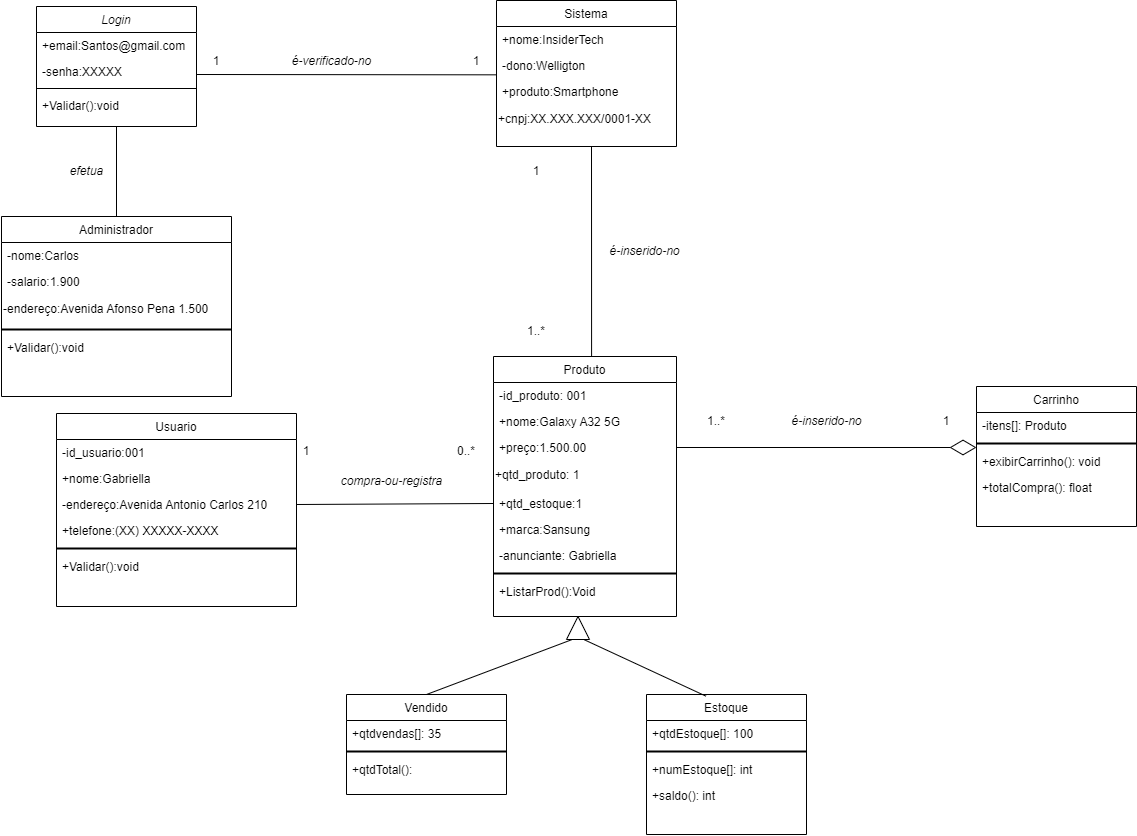 Login
+email:Santos@gmail.com
-senha:XXXXX
+Validar():void
1
é-verificado-no
1
Sistema
+nome:InsiderTech
-dono:Welligton
+produto:Smartphone
+cnpj:XX.XXX.XXX/0001-XX
efetua
Administrador
-nome:Carlos
-salario:1.900
-endereço:Avenida Afonso Pena 1.500
+Validar():void
1
é-inserido-no
1..*
Usuario
-id_usuario:001
+nome:Gabriella
-endereço:Avenida Antonio Carlos 210
+telefone:(XX) XXXXX-XXXX
+Validar():void
1
0..*
compra-ou-registra
Produto
-id_produto: 001
+nome:Galaxy A32 5G
+preço:1.500.00
+qtd_produto: 1
+qtd_estoque:1
+marca:Sansung
-anunciante: Gabriella
+ListarProd():Void
1..*
é-inserido-no
1
Carrinho
-itens[]: Produto
+exibirCarrinho(): void
+totalCompra(): float
Vendido
+qtdvendas[]: 35
+qtdTotal():
Estoque
+qtdEstoque[]: 100
+numEstoque[]: int
+saldo(): int